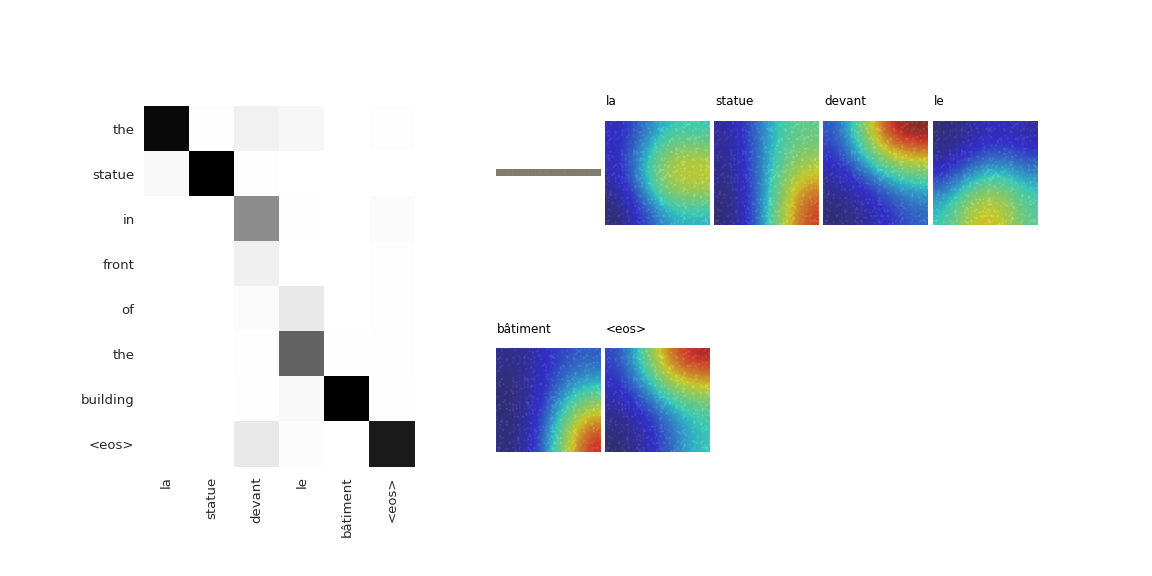 the
statue
in
front
of
the
building
<eos>
la
statue
devant
le
bâtiment
<eos>
la statue devant le
bâtiment <eos>